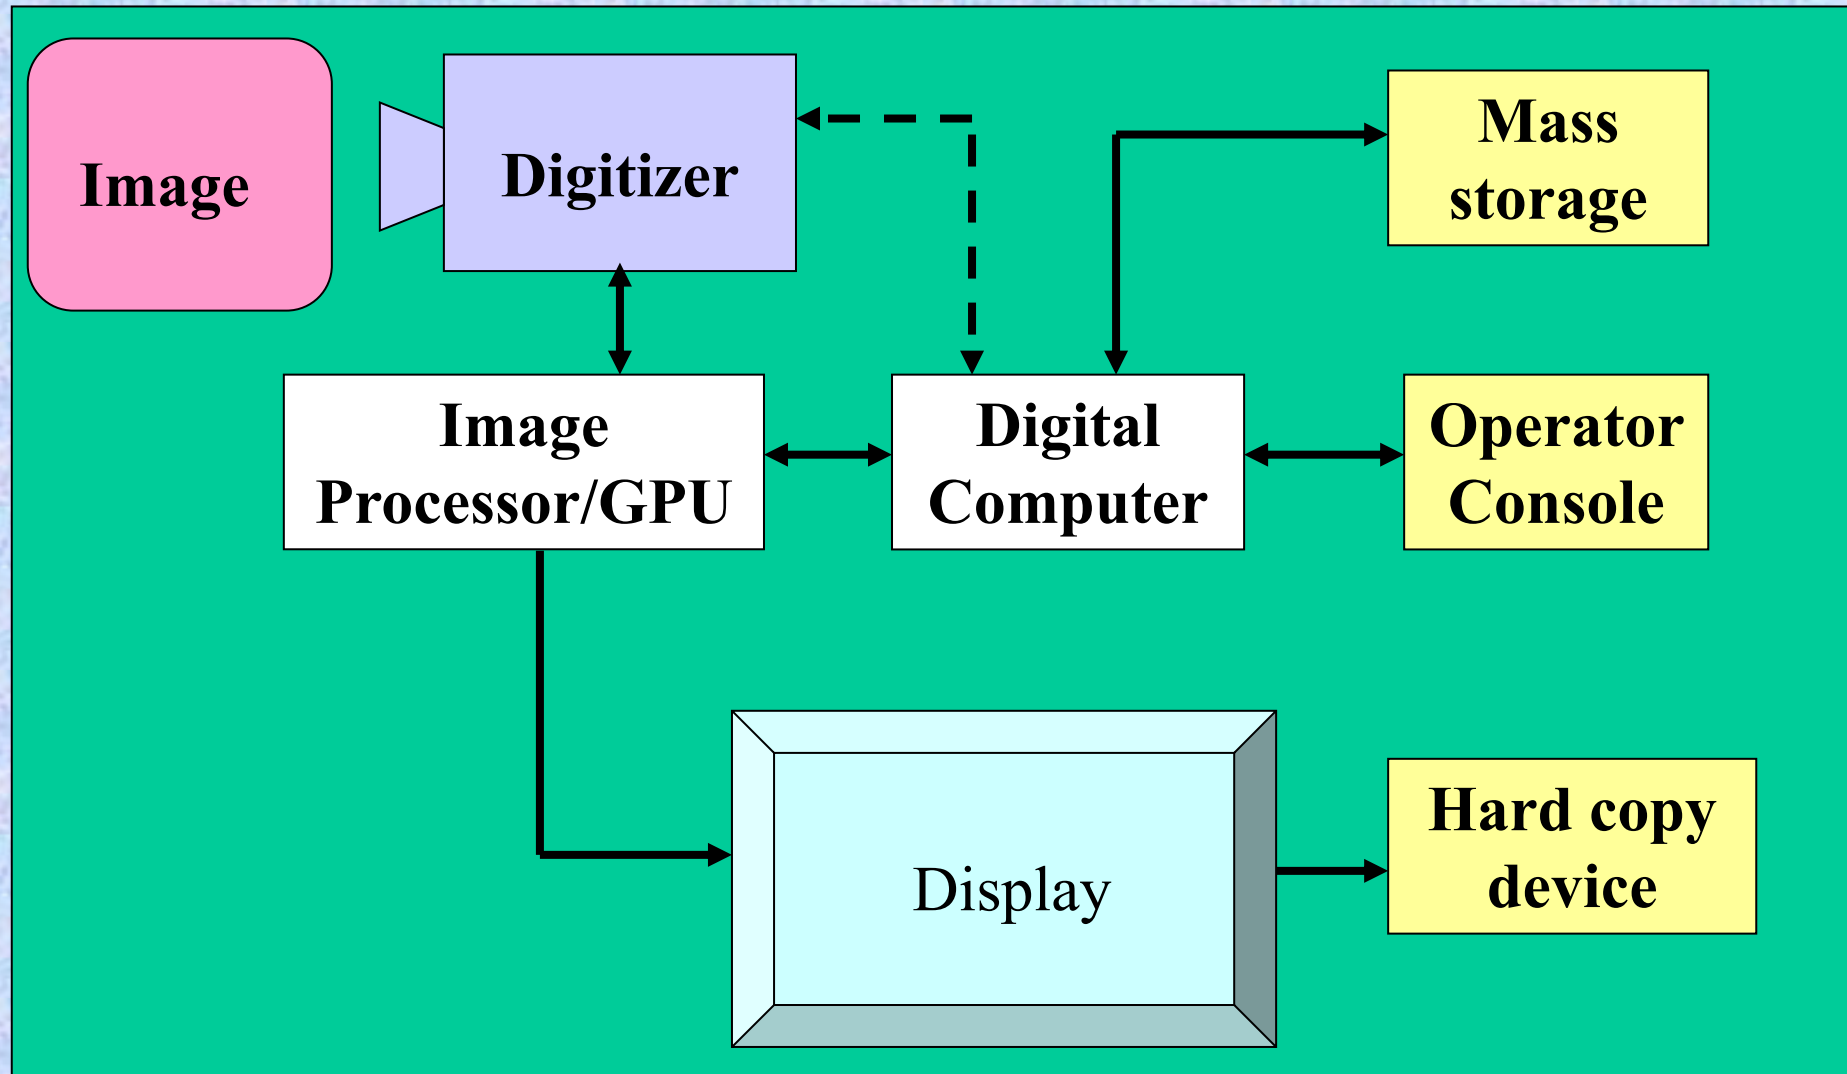 Image
Digitizer
Mass
storage
Image
Processor/GPU
Digital
Computer
Operator
Console
Display
Hard copy
device